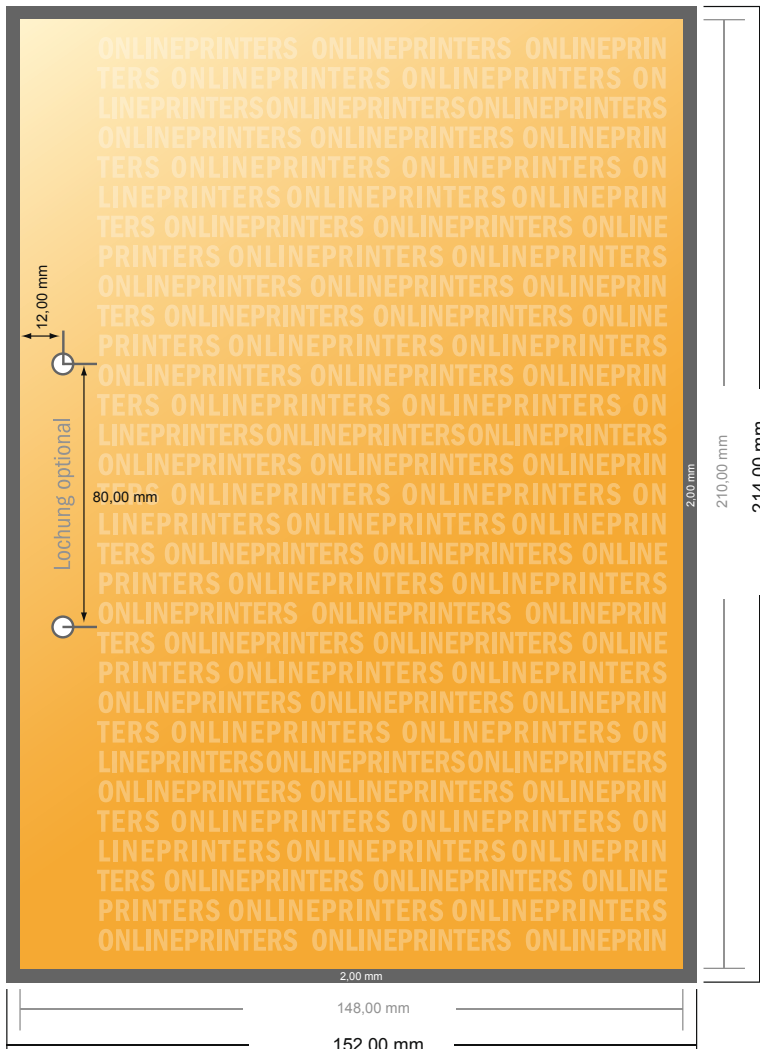 ONLINEPRINTERS ONLINEPRINTERS ONLINEPRIN
TERS ONLINEPRINTERS ONLINEPRINTERS ON
LINEPRINTERSONLINEPRINTERSONLINEPRINTERS
ONLINEPRINTERS ONLINEPRINTERS ONLINEPRIN
TERS ONLINEPRINTERS ONLINEPRINTERS ON
LINEPRINTERS ONLINEPRINTERS ONLINEPRIN
TERS ONLINEPRINTERS ONLINEPRINTERS ONLINE
PRINTERS ONLINEPRINTERS ONLINEPRINTERS
ONLINEPRINTERS ONLINEPRINTERS ONLINEPRIN
TERS ONLINEPRINTERS ONLINEPRINTERS ONLINE
PRINTERS ONLINEPRINTERS ONLINEPRINTERS
ONLINEPRINTERS ONLINEPRINTERS ONLINEPRIN
TERS ONLINEPRINTERS ONLINEPRINTERS ON
LINEPRINTERSONLINEPRINTERSONLINEPRINTERS
ONLINEPRINTERS ONLINEPRINTERS ONLINEPRIN
TERS ONLINEPRINTERS ONLINEPRINTERS ON
LINEPRINTERS ONLINEPRINTERS ONLINEPRIN
TERS ONLINEPRINTERS ONLINEPRINTERS ONLINE
PRINTERS ONLINEPRINTERS ONLINEPRINTERS
ONLINEPRINTERS ONLINEPRINTERS ONLINEPRIN
TERS ONLINEPRINTERS ONLINEPRINTERS ONLINE
PRINTERS ONLINEPRINTERS ONLINEPRINTERS
ONLINEPRINTERS ONLINEPRINTERS ONLINEPRIN
TERS ONLINEPRINTERS ONLINEPRINTERS ON
LINEPRINTERSONLINEPRINTERSONLINEPRINTERS
ONLINEPRINTERS ONLINEPRINTERS ONLINEPRIN
TERS ONLINEPRINTERS ONLINEPRINTERS ON
LINEPRINTERS ONLINEPRINTERS ONLINEPRIN
TERS ONLINEPRINTERS ONLINEPRINTERS ONLINE
PRINTERS ONLINEPRINTERS ONLINEPRINTERS
ONLINEPRINTERS ONLINEPRINTERS ONLINEPRIN
12,00 mm
Lochung optional
80,00 mm
2,00 mm
210,00 mm
214,00 mm
2,00 mm
148,00 mm
152,00 mm